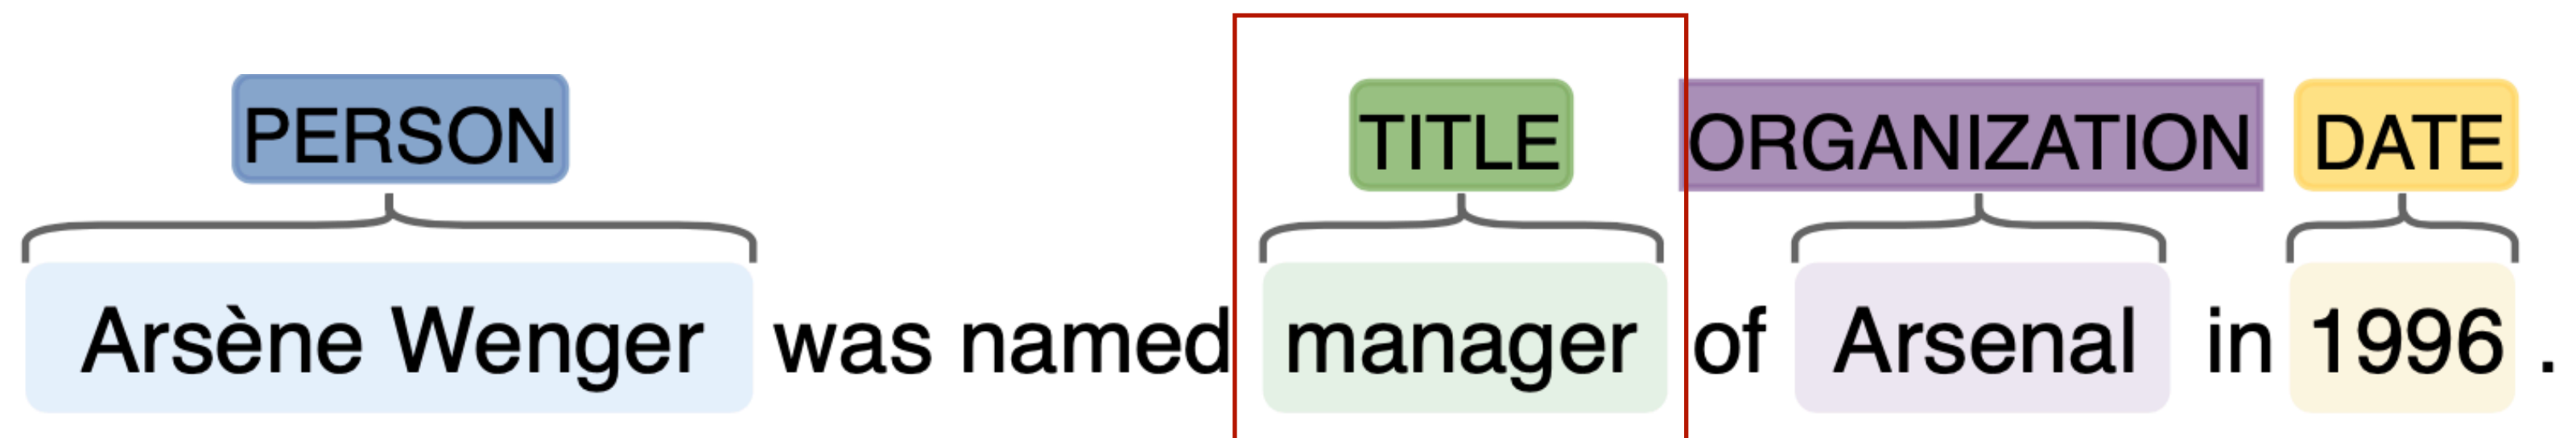 PERSON TITLE ORGANIZATION DATE
Arsène Wenger was named manager of Arsenal in 1996 .